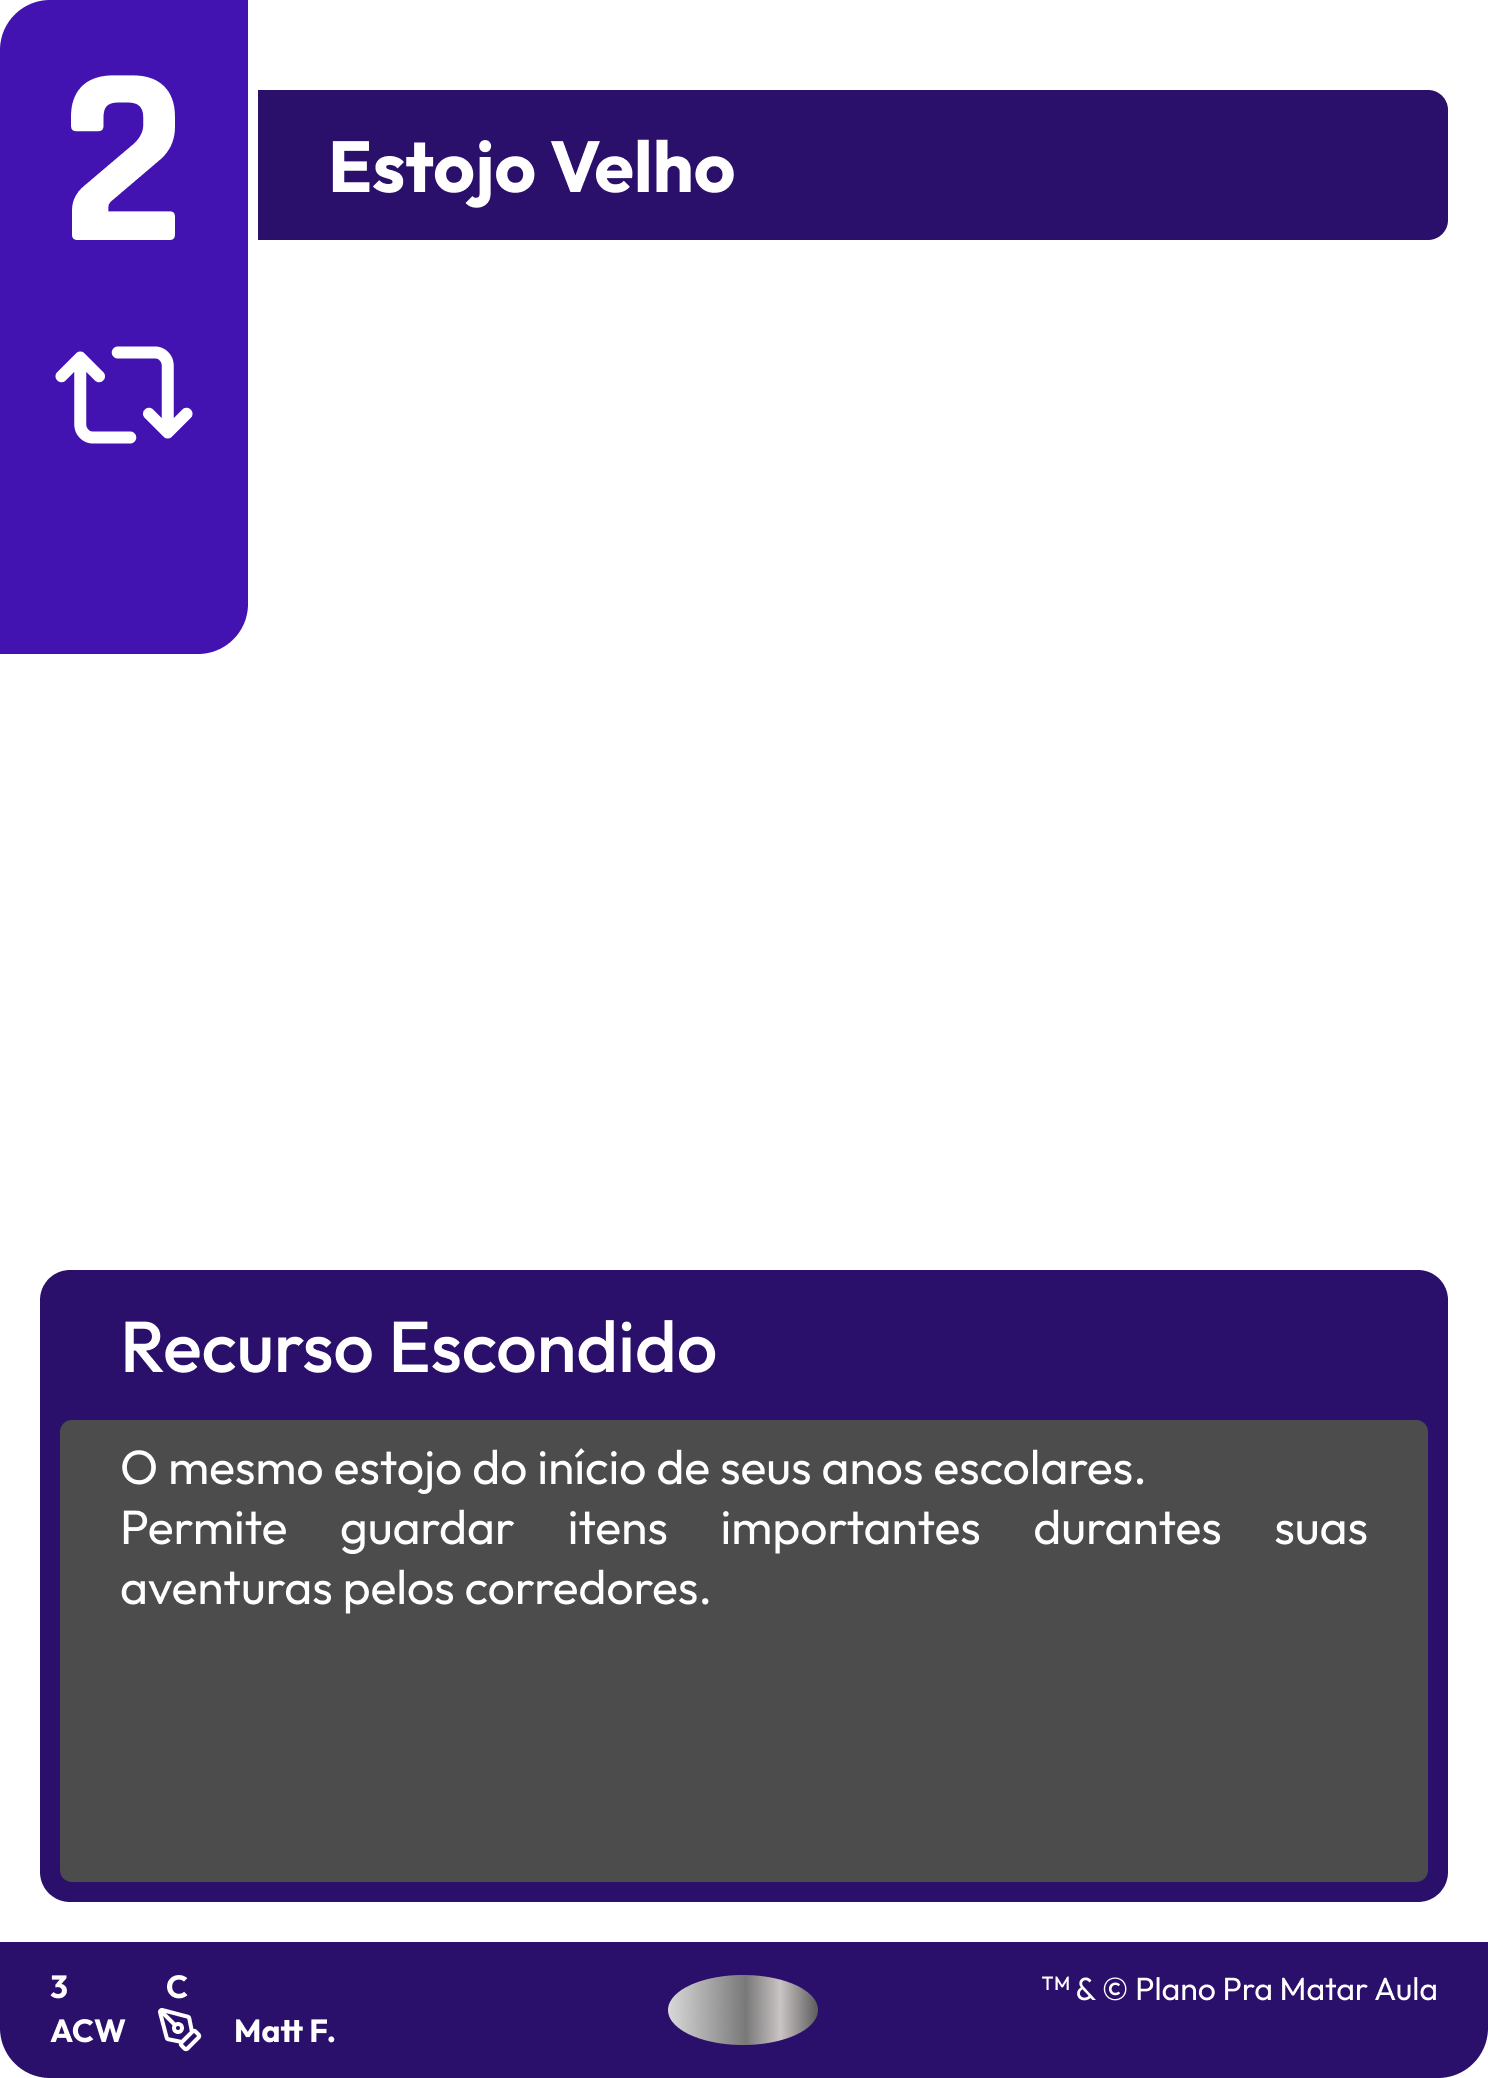 2
Estojo Velho
Recurso Escondido
O mesmo estojo do início de seus anos escolares.
Permite guardar itens importantes durantes suas
aventuras pelos corredores.
3 C
ACW Matt F.
™ & © Plano Pra Matar Aula